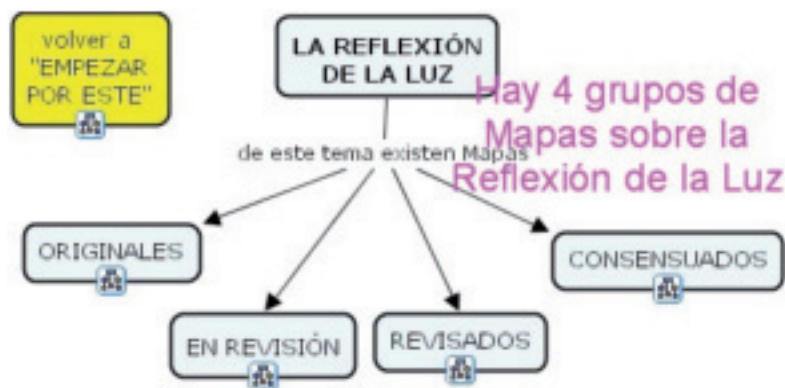 volver a
"EMPEZAR
POR ESTE"
LA REFLEXIÓN
DE LA LUZ
Hay 4 grupos de
Mapas sobre la
Reflexión de la Luz
de este tema existen Mapas
ORIGINALES
CONSENSUADOS
EN REVISIÓN
REVISADOS